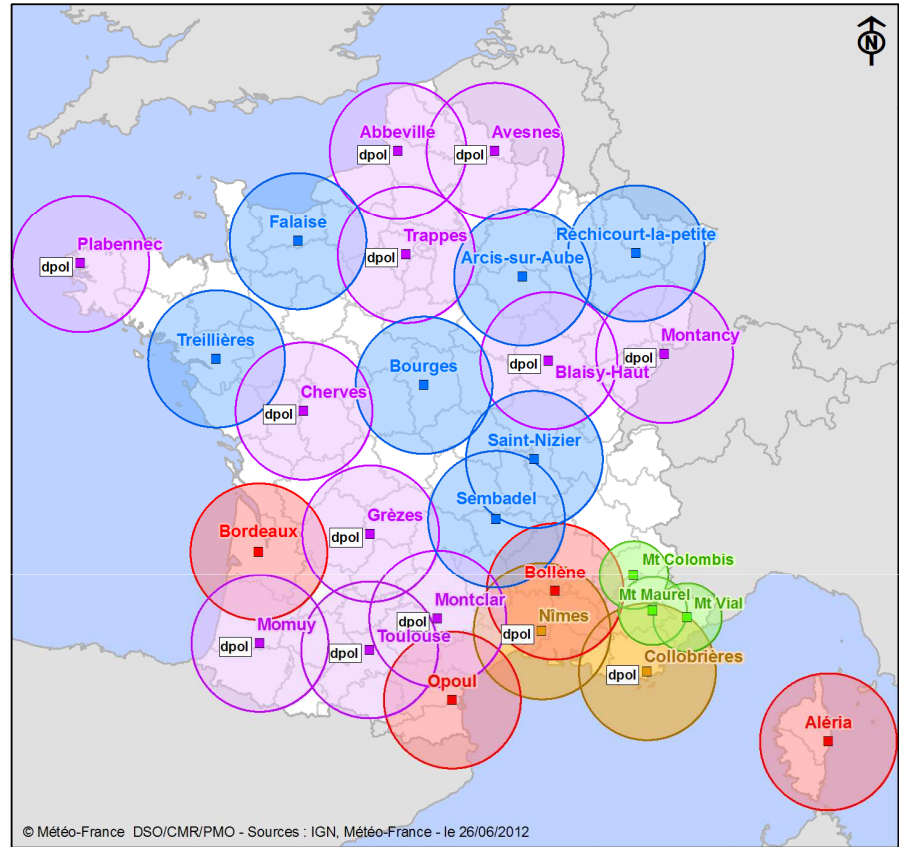 N
Abbeville
dpol
Avesnes
dpol
Falaise
Trappes
dpol
Arcis-sur-Aube
Réchicourt-la-petite
Plabennec
dpol
Treillières
Cherves
dpol
Bourges
dpol
Blaisy-Haut
Montancy
dpol
Saint-Nizier
Sembadel
Bordeaux
Grèzes
dpol
Bollène
Mt Colombis
Mt Maurel
Mt Vial
Momuy
dpol
Toulouse
dpol
Montclar
dpol
Nîmes
dpol
Collobrières
dpol
Opoul
Aléria
© Météo-France DSO/CMR/PMO - Sources : IGN, Météo-France - le 26/06/2012